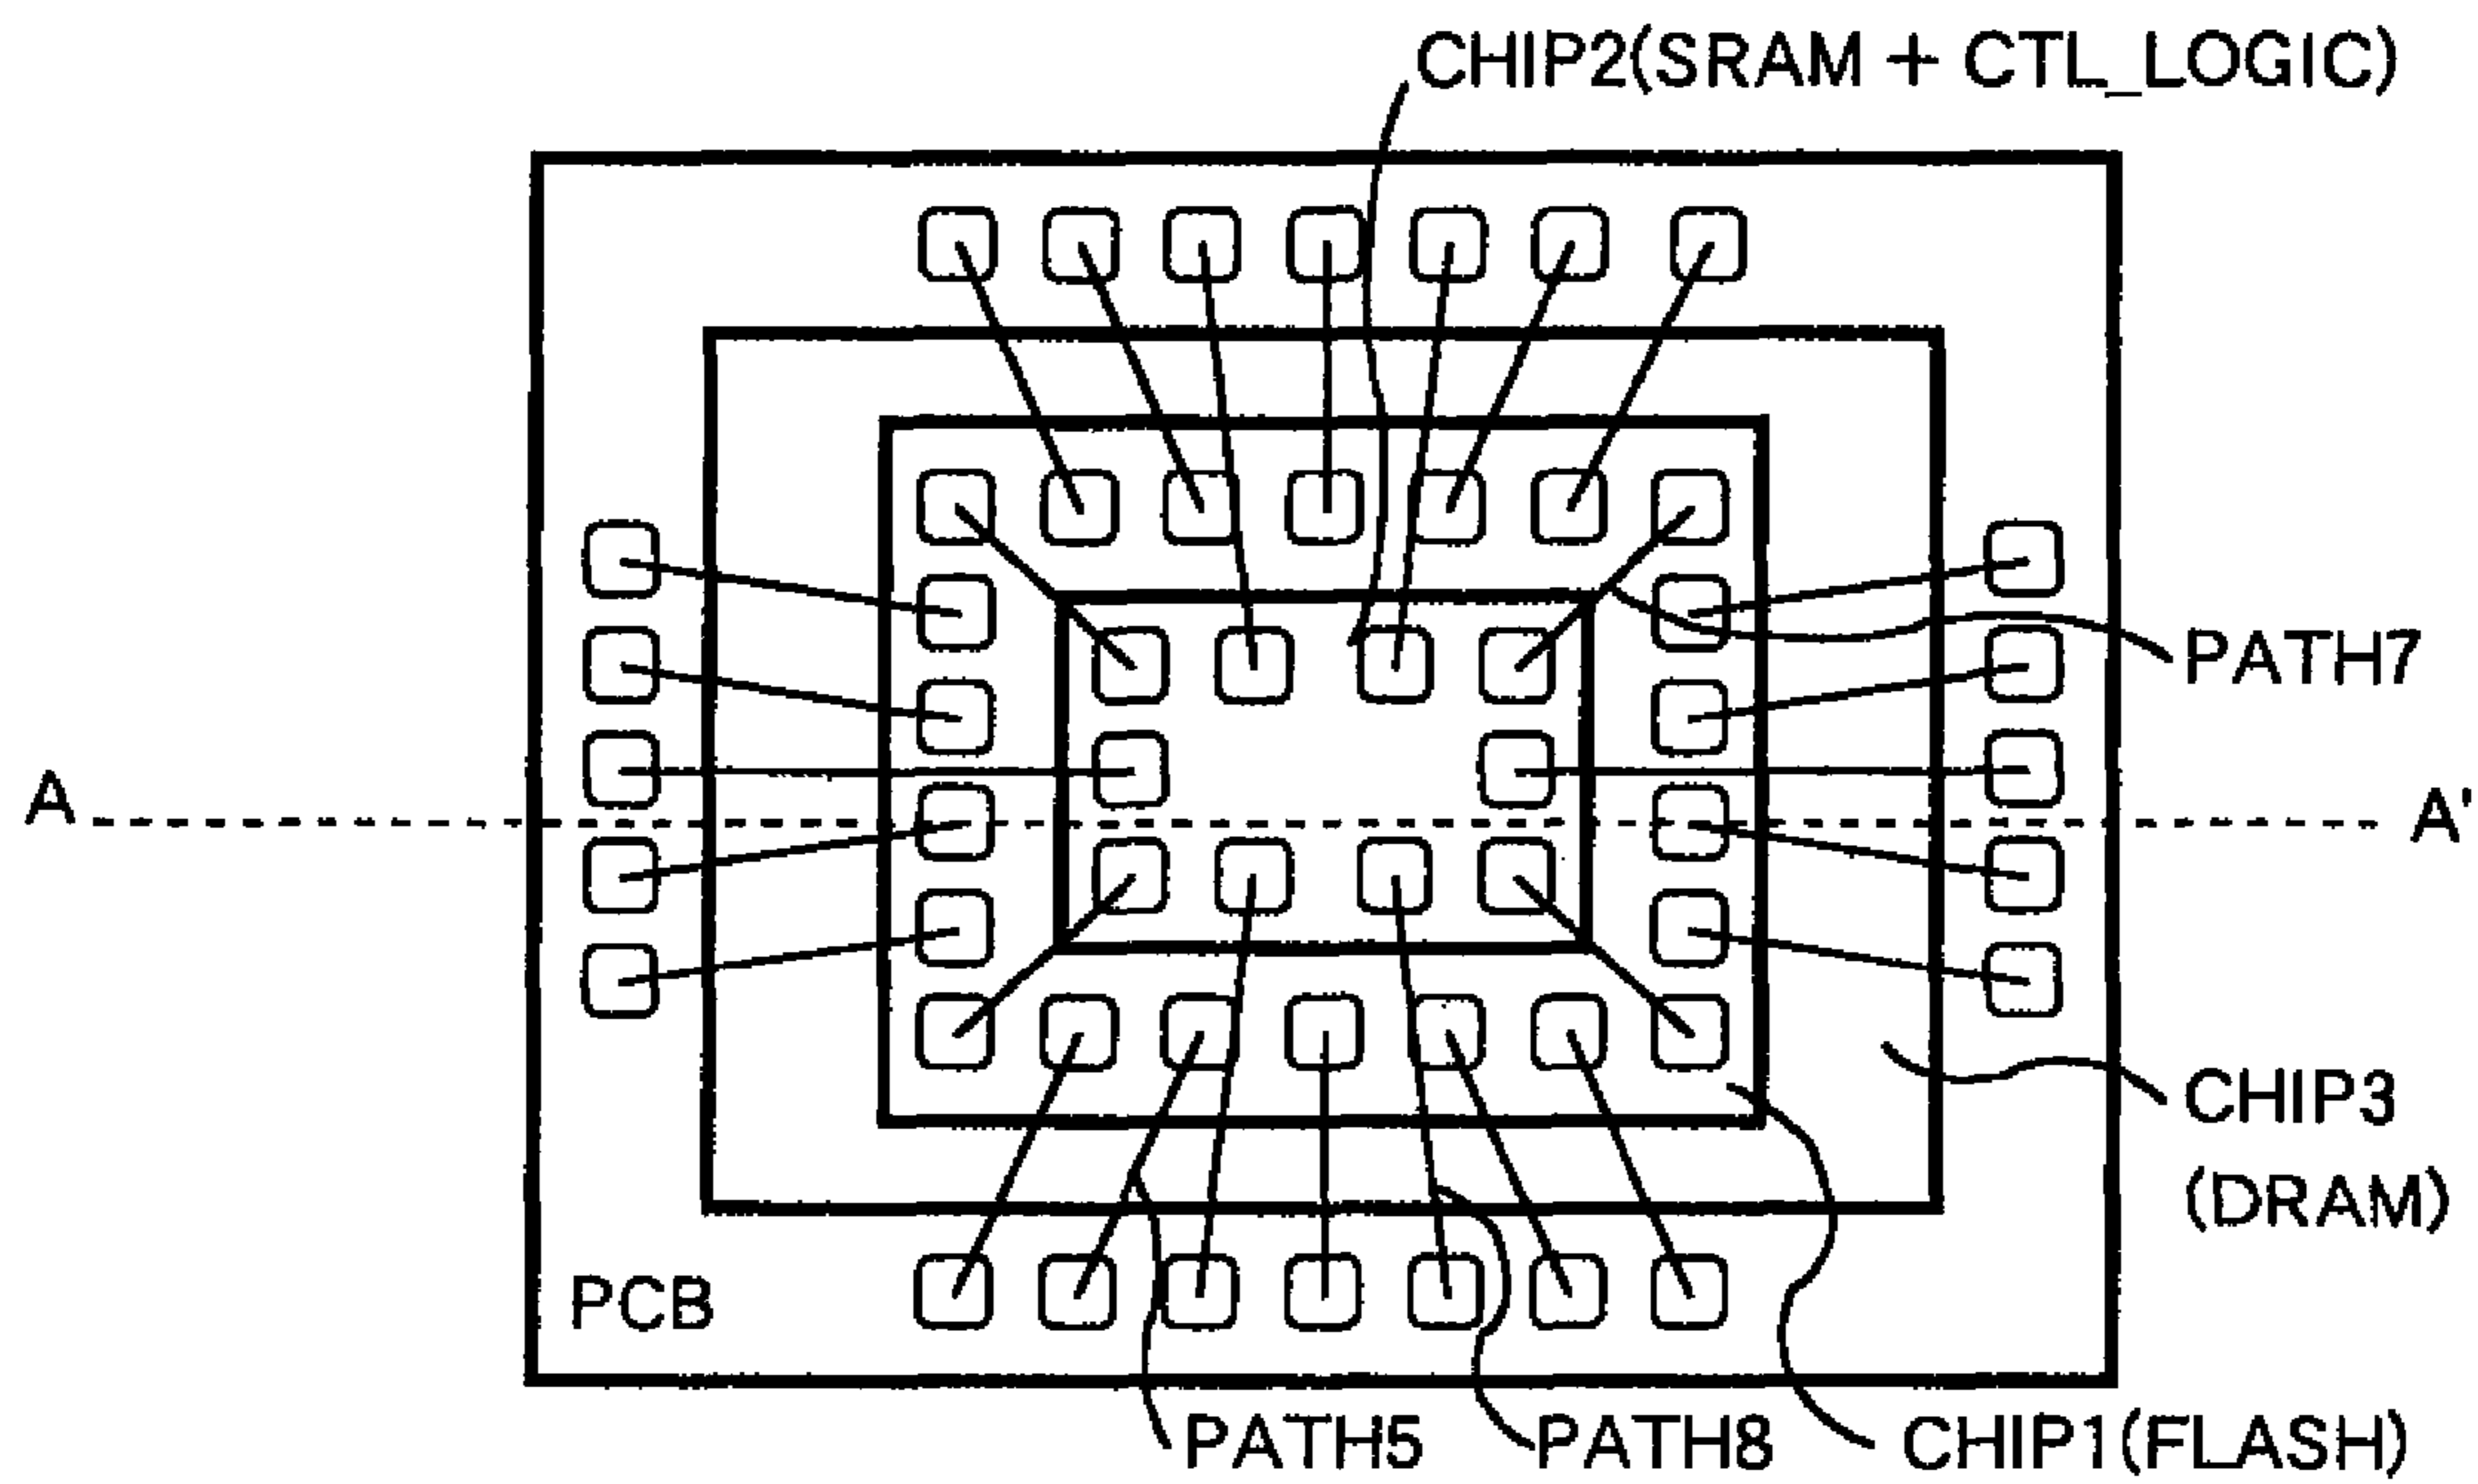 CHIP2(SRAM + CTL_LOGIC)
PATH7
A
A'
CHIP3
(DRAM)
PCB
PATH5
PATH8
CHIP1(FLASH)